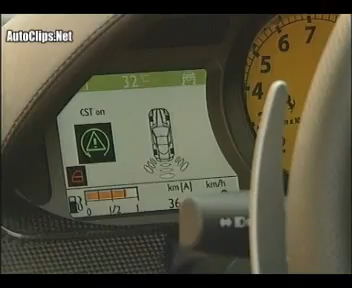 AutoClips.Net
32°C
CST on
km [A] km/h
36
0 1/2 1
4 5 6 7